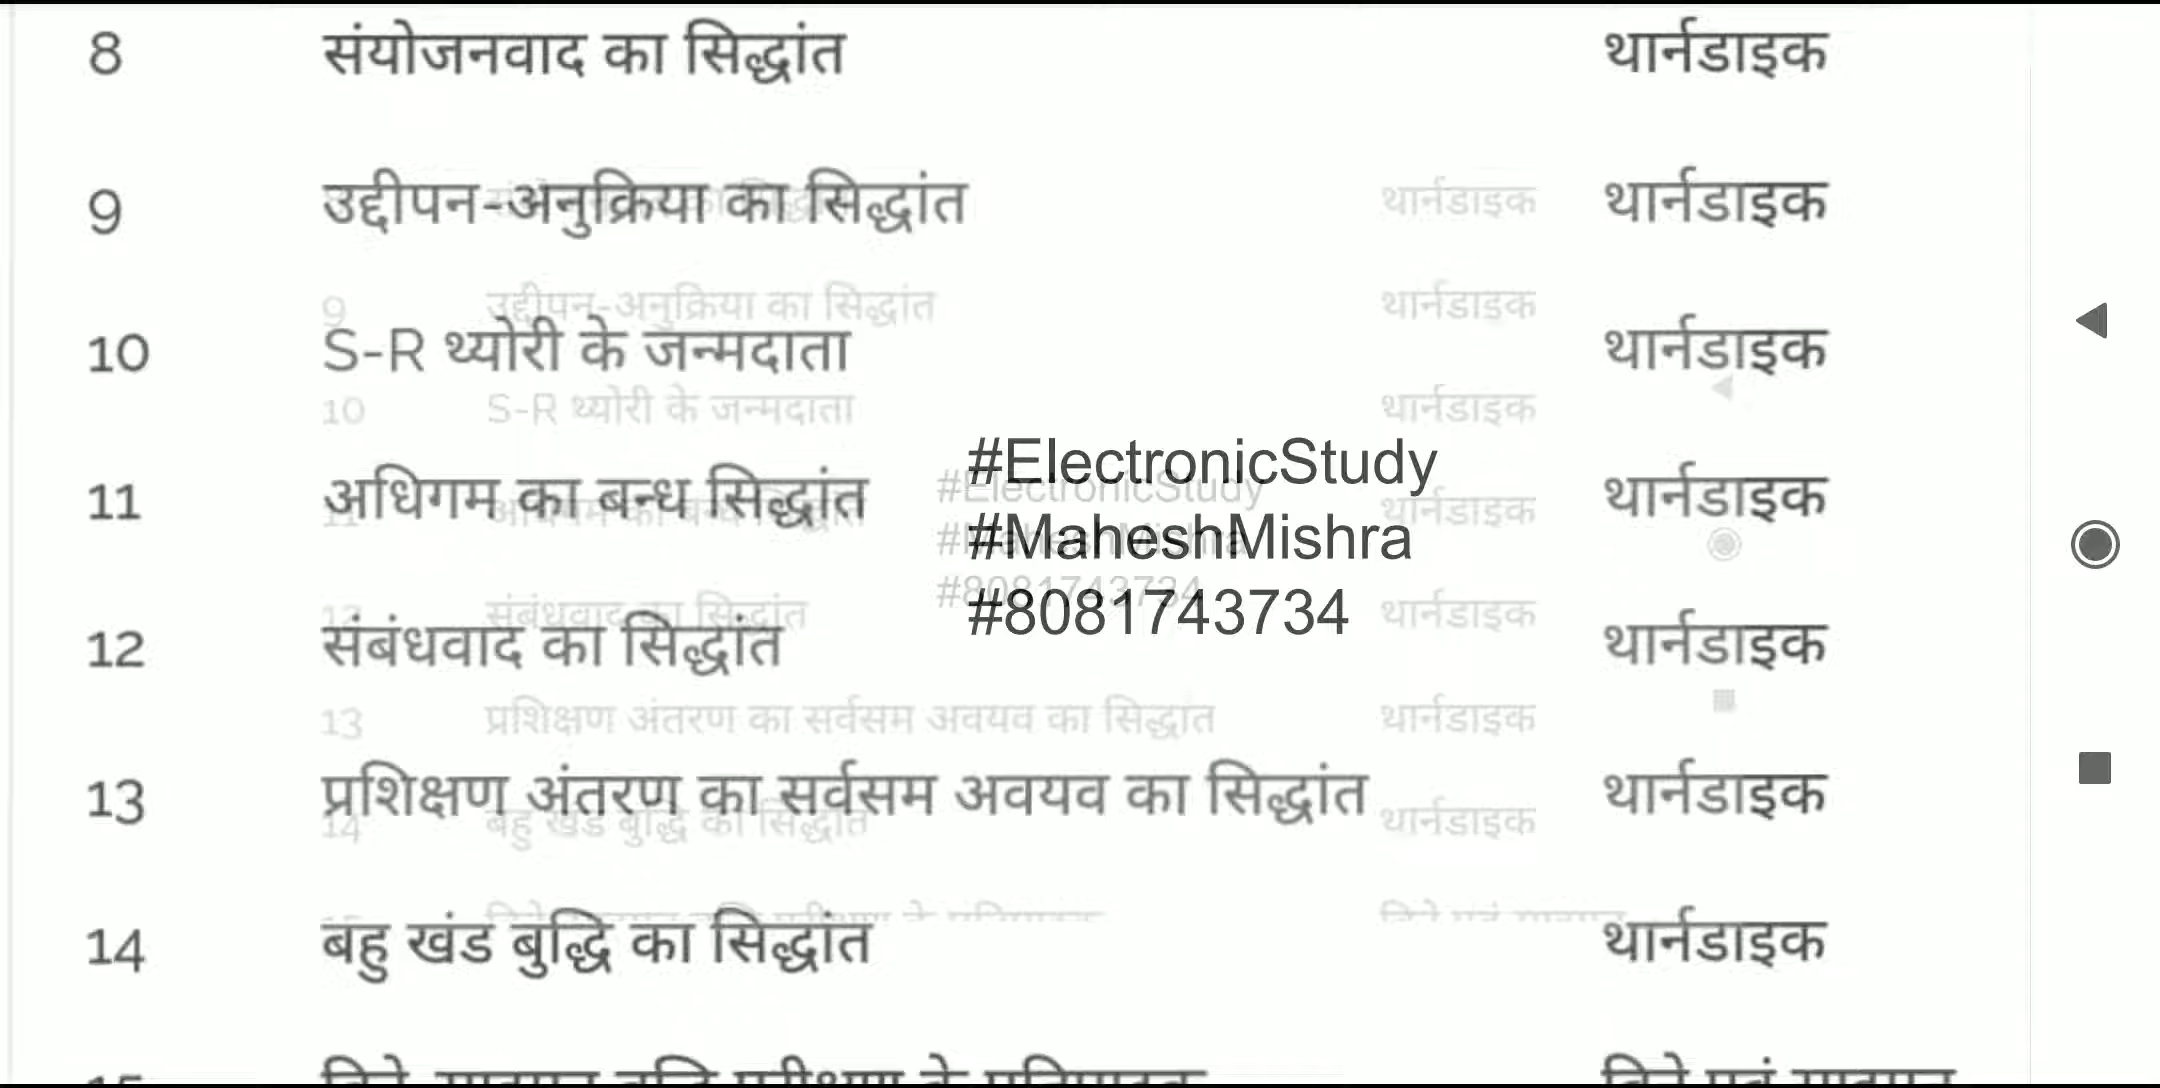 8 संयोजनवाद का सिद्धांत थार्नडाइक
9 उद्दीपन-अनुक्रिया का सिद्धांत थार्नडाइक
10 S-R थ्योरी के जन्मदाता थार्नडाइक
#ElectronicStudy
11 अधिगम का बन्ध सिद्धांत थार्नडाइक
#MaheshMishra
#8081743734
12 संबंधवाद का सिद्धांत थार्नडाइक
13 प्रशिक्षण अंतरण का सर्वसम अवयव का सिद्धांत थार्नडाइक
14 बहु खंड बुद्धि का सिद्धांत थार्नडाइक